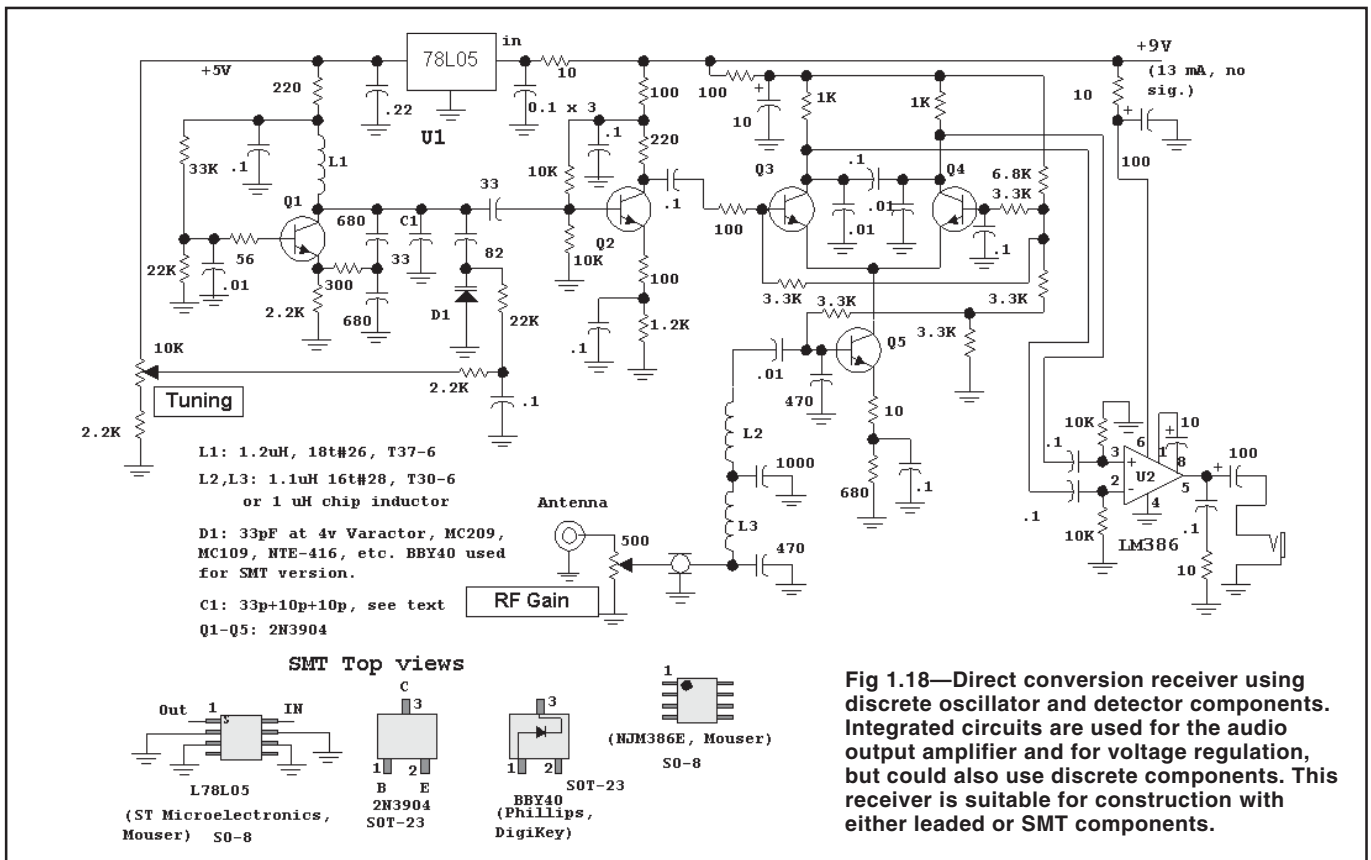 +9V
in
78L05
+5V
10
(13 mA, no
sig.)
220
.22
0.1 x 3
100
100
10
1K
1K
10
U1
.1
220
10
100
33K
.1
L1
10K
Q3
.1
Q4
6.8K
3.3K
Q1
33
.1
680
C1
Q2
100
.01
.01
.1
56
10K
22K
.01
300
33
82
100
3.3K
3.3K
2.2K
680
D1
22K
.1
1.2K
3.3K
3.3K
Q5
10K
2.2K
.01
Tuning
.1
470
10
10K
6
10
2.2K
L2
.1
3
+
1
8
100
L1: 1.2uH, 18t#26, T37-6
1000
680
.1
2
-
U2
5
L2,L3: 1.1uH 16t#28, T30-6
or 1 uH chip inductor
.1
4
.1
Antenna
L3
10K
LM386
D1: 33pF at 4v Varactor, MC209,
MC109, NTE-416, etc. BBY40 used
for SMT version.
500
470
10
C1: 33p+10p+10p, see text
RF Gain
Q1-Q5: 2N3904
SMT Top views
C
3
3
1
Out
1
S
IN
1
2
1
2
B
E
SOT-23
(NJM386E, Mouser)
SO-8
L78L05
2N3904
BBY40
(ST Microelectronics,
Mouser) SO-8
SOT-23
(Phillips,
DigiKey)
Fig 1.18—Direct conversion receiver using
discrete oscillator and detector components.
Integrated circuits are used for the audio
output amplifier and for voltage regulation,
but could also use discrete components. This
receiver is suitable for construction with
either leaded or SMT components.